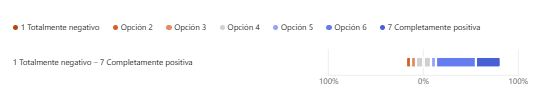 1 Totalmente negativo Opción 2 Opción 3 Opción 4 Opción 5 Opción 6 7 Completamente positiva
1 Totalmente negativo – 7 Completamente positiva
100% 0% 100%